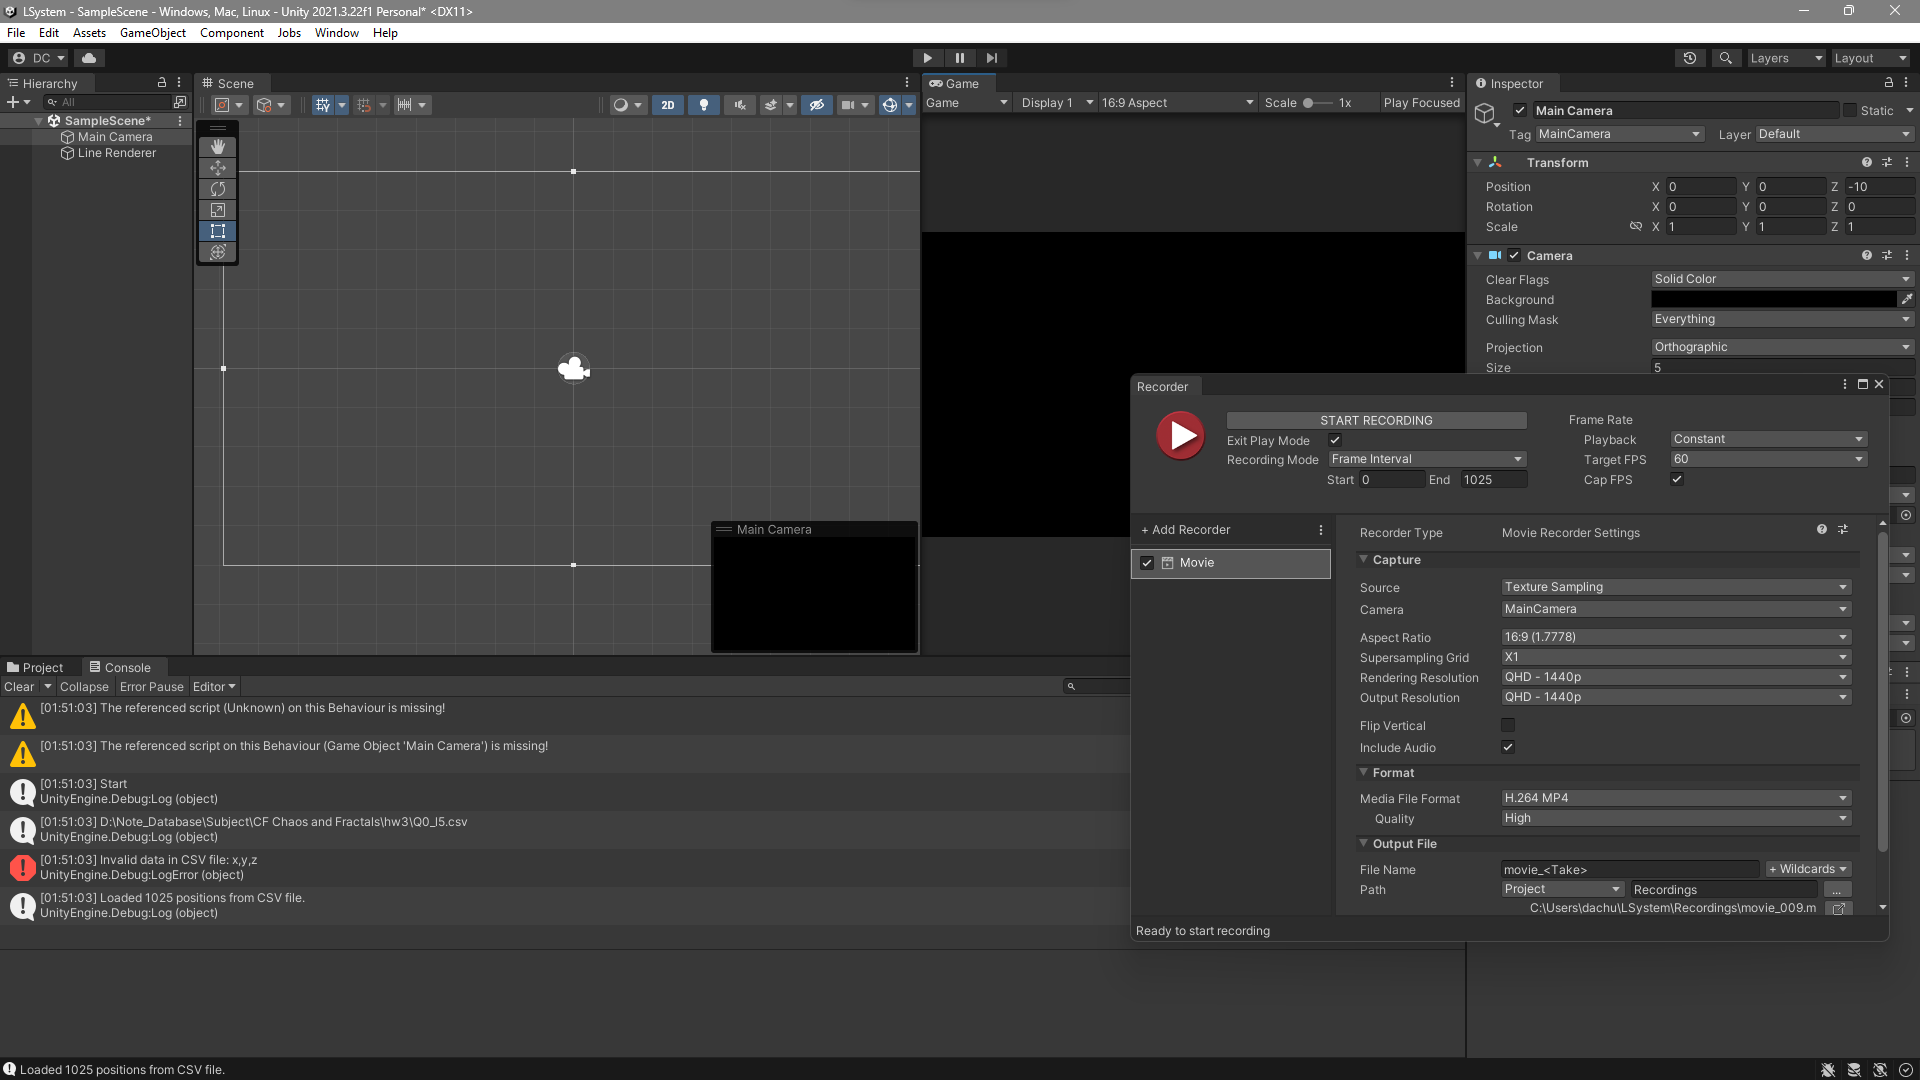 LSystem - SampleScene - Windows, Mac, Linux - Unity 2021.3.22f1 Personal* <DX11>
File Edit Assets GameObject Component Jobs Window Help
DC
Layers
Layout
Hierarchy
All
SampleScene*
Main Camera
Line Renderer
Scene
2D
Main Camera
Game
Game
Display 1
16:9 Aspect
Scale 1x
Play Focused
Inspector
Main Camera
Static
Tag MainCamera
Layer Default
Transform
Position X 0 Y 0 Z -10
Rotation X 0 Y 0 Z 0
Scale X 1 Y 1 Z 1
Camera
Clear Flags Solid Color
Background
Culling Mask Everything
Projection Orthographic
Size 5
Recorder
START RECORDING
Exit Play Mode
Recording Mode Frame Interval
Start 0 End 1025
Frame Rate
Playback Constant
Target FPS 60
Cap FPS
+ Add Recorder
Movie
Recorder Type Movie Recorder Settings
Capture
Source Texture Sampling
Camera MainCamera
Aspect Ratio 16:9 (1.7778)
Supersampling Grid X1
Rendering Resolution QHD - 1440p
Output Resolution QHD - 1440p
Flip Vertical
Include Audio
Format
Media File Format H.264 MP4
Quality High
Output File
File Name movie_<Take> + Wildcards
Path Project Recordings ...
C:\Users\dachu\LSystem\Recordings\movie_009.m
Ready to start recording
Project
Console
Clear Collapse Error Pause Editor
[01:51:03] The referenced script (Unknown) on this Behaviour is missing!
[01:51:03] The referenced script on this Behaviour (Game Object 'Main Camera') is missing!
[01:51:03] Start
UnityEngine.Debug:Log (object)
[01:51:03] D:\Note_Database\Subject\CF Chaos and Fractals\hw3\Q0_l5.csv
UnityEngine.Debug:Log (object)
[01:51:03] Invalid data in CSV file: x,y,z
UnityEngine.Debug:LogError (object)
[01:51:03] Loaded 1025 positions from CSV file.
UnityEngine.Debug:Log (object)
Loaded 1025 positions from CSV file.